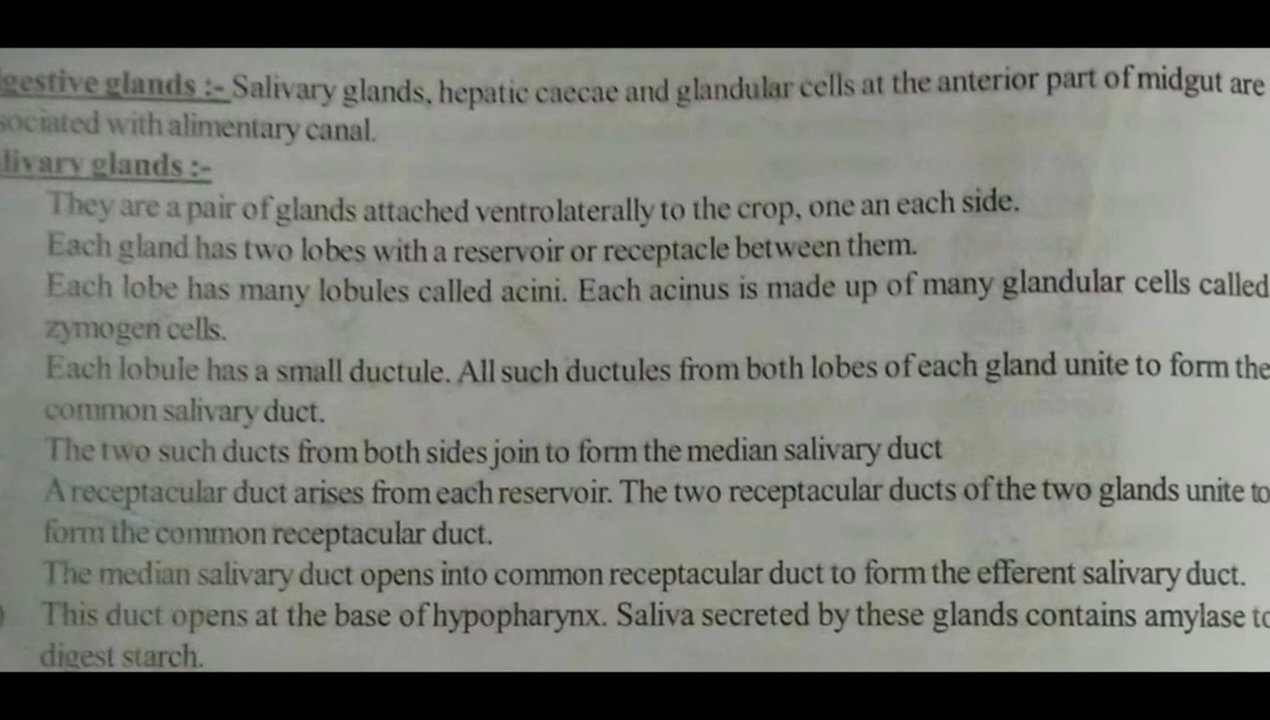 gestive glands :- Salivary glands, hepatic caecae and glandular cells at the anterior part of midgut are
sociated with alimentary canal.
livary glands :-
They are a pair of glands attached ventrolaterally to the crop, one an each side.
Each gland has two lobes with a reservoir or receptacle between them.
Each lobe has many lobules called acini. Each acinus is made up of many glandular cells called
zymogen cells.
Each lobule has a small ductule. All such ductules from both lobes of each gland unite to form the
common salivary duct.
The two such ducts from both sides join to form the median salivary duct
A receptacular duct arises from each reservoir. The two receptacular ducts of the two glands unite to
form the common receptacular duct.
The median salivary duct opens into common receptacular duct to form the efferent salivary duct.
) This duct opens at the base of hypopharynx. Saliva secreted by these glands contains amylase to
digest starch.